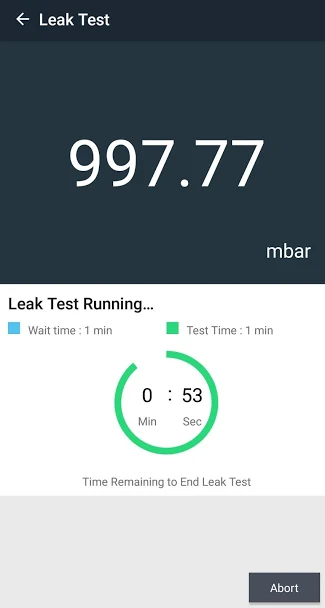 Leak Test
997.77
mbar
Leak Test Running...
Wait time : 1 min Test Time : 1 min
0 : 53
Min Sec
Time Remaining to End Leak Test
Abort